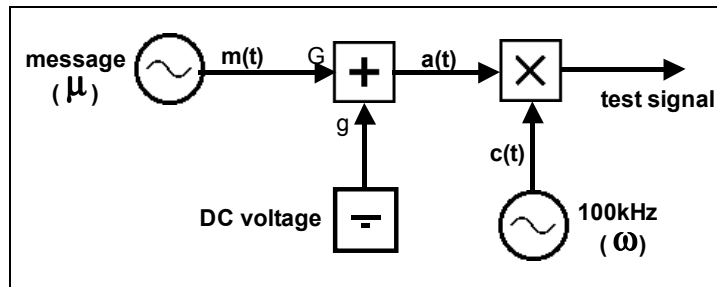 message
( μ )
m(t)
G
+
a(t)
×
test signal
g
c(t)
DC voltage
100kHz
( ω )